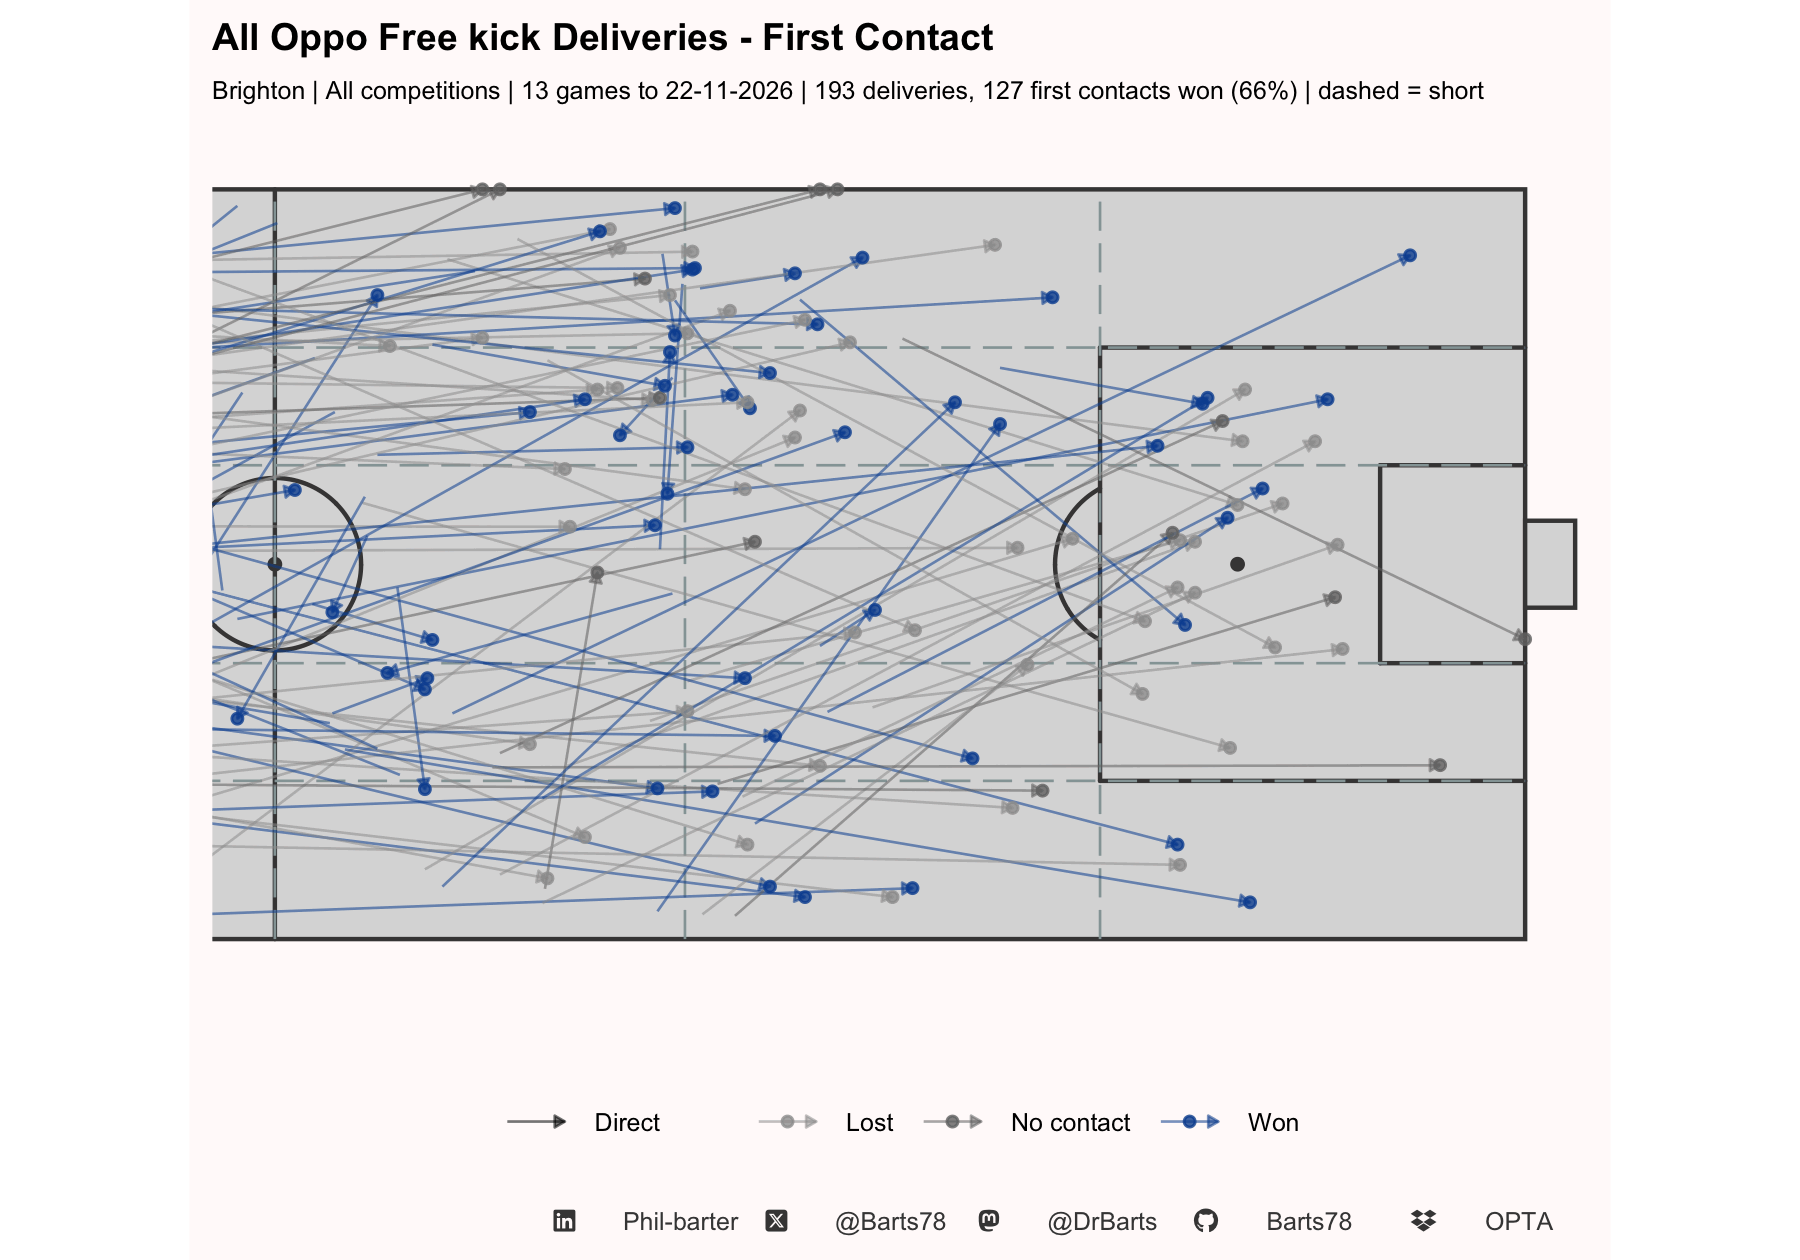 All Oppo Free kick Deliveries - First Contact
Brighton | All competitions | 13 games to 22-11-2026 | 193 deliveries, 127 first contacts won (66%) | dashed = short
Direct Lost No contact Won
Phil-barter @Barts78 @DrBarts Barts78 OPTA